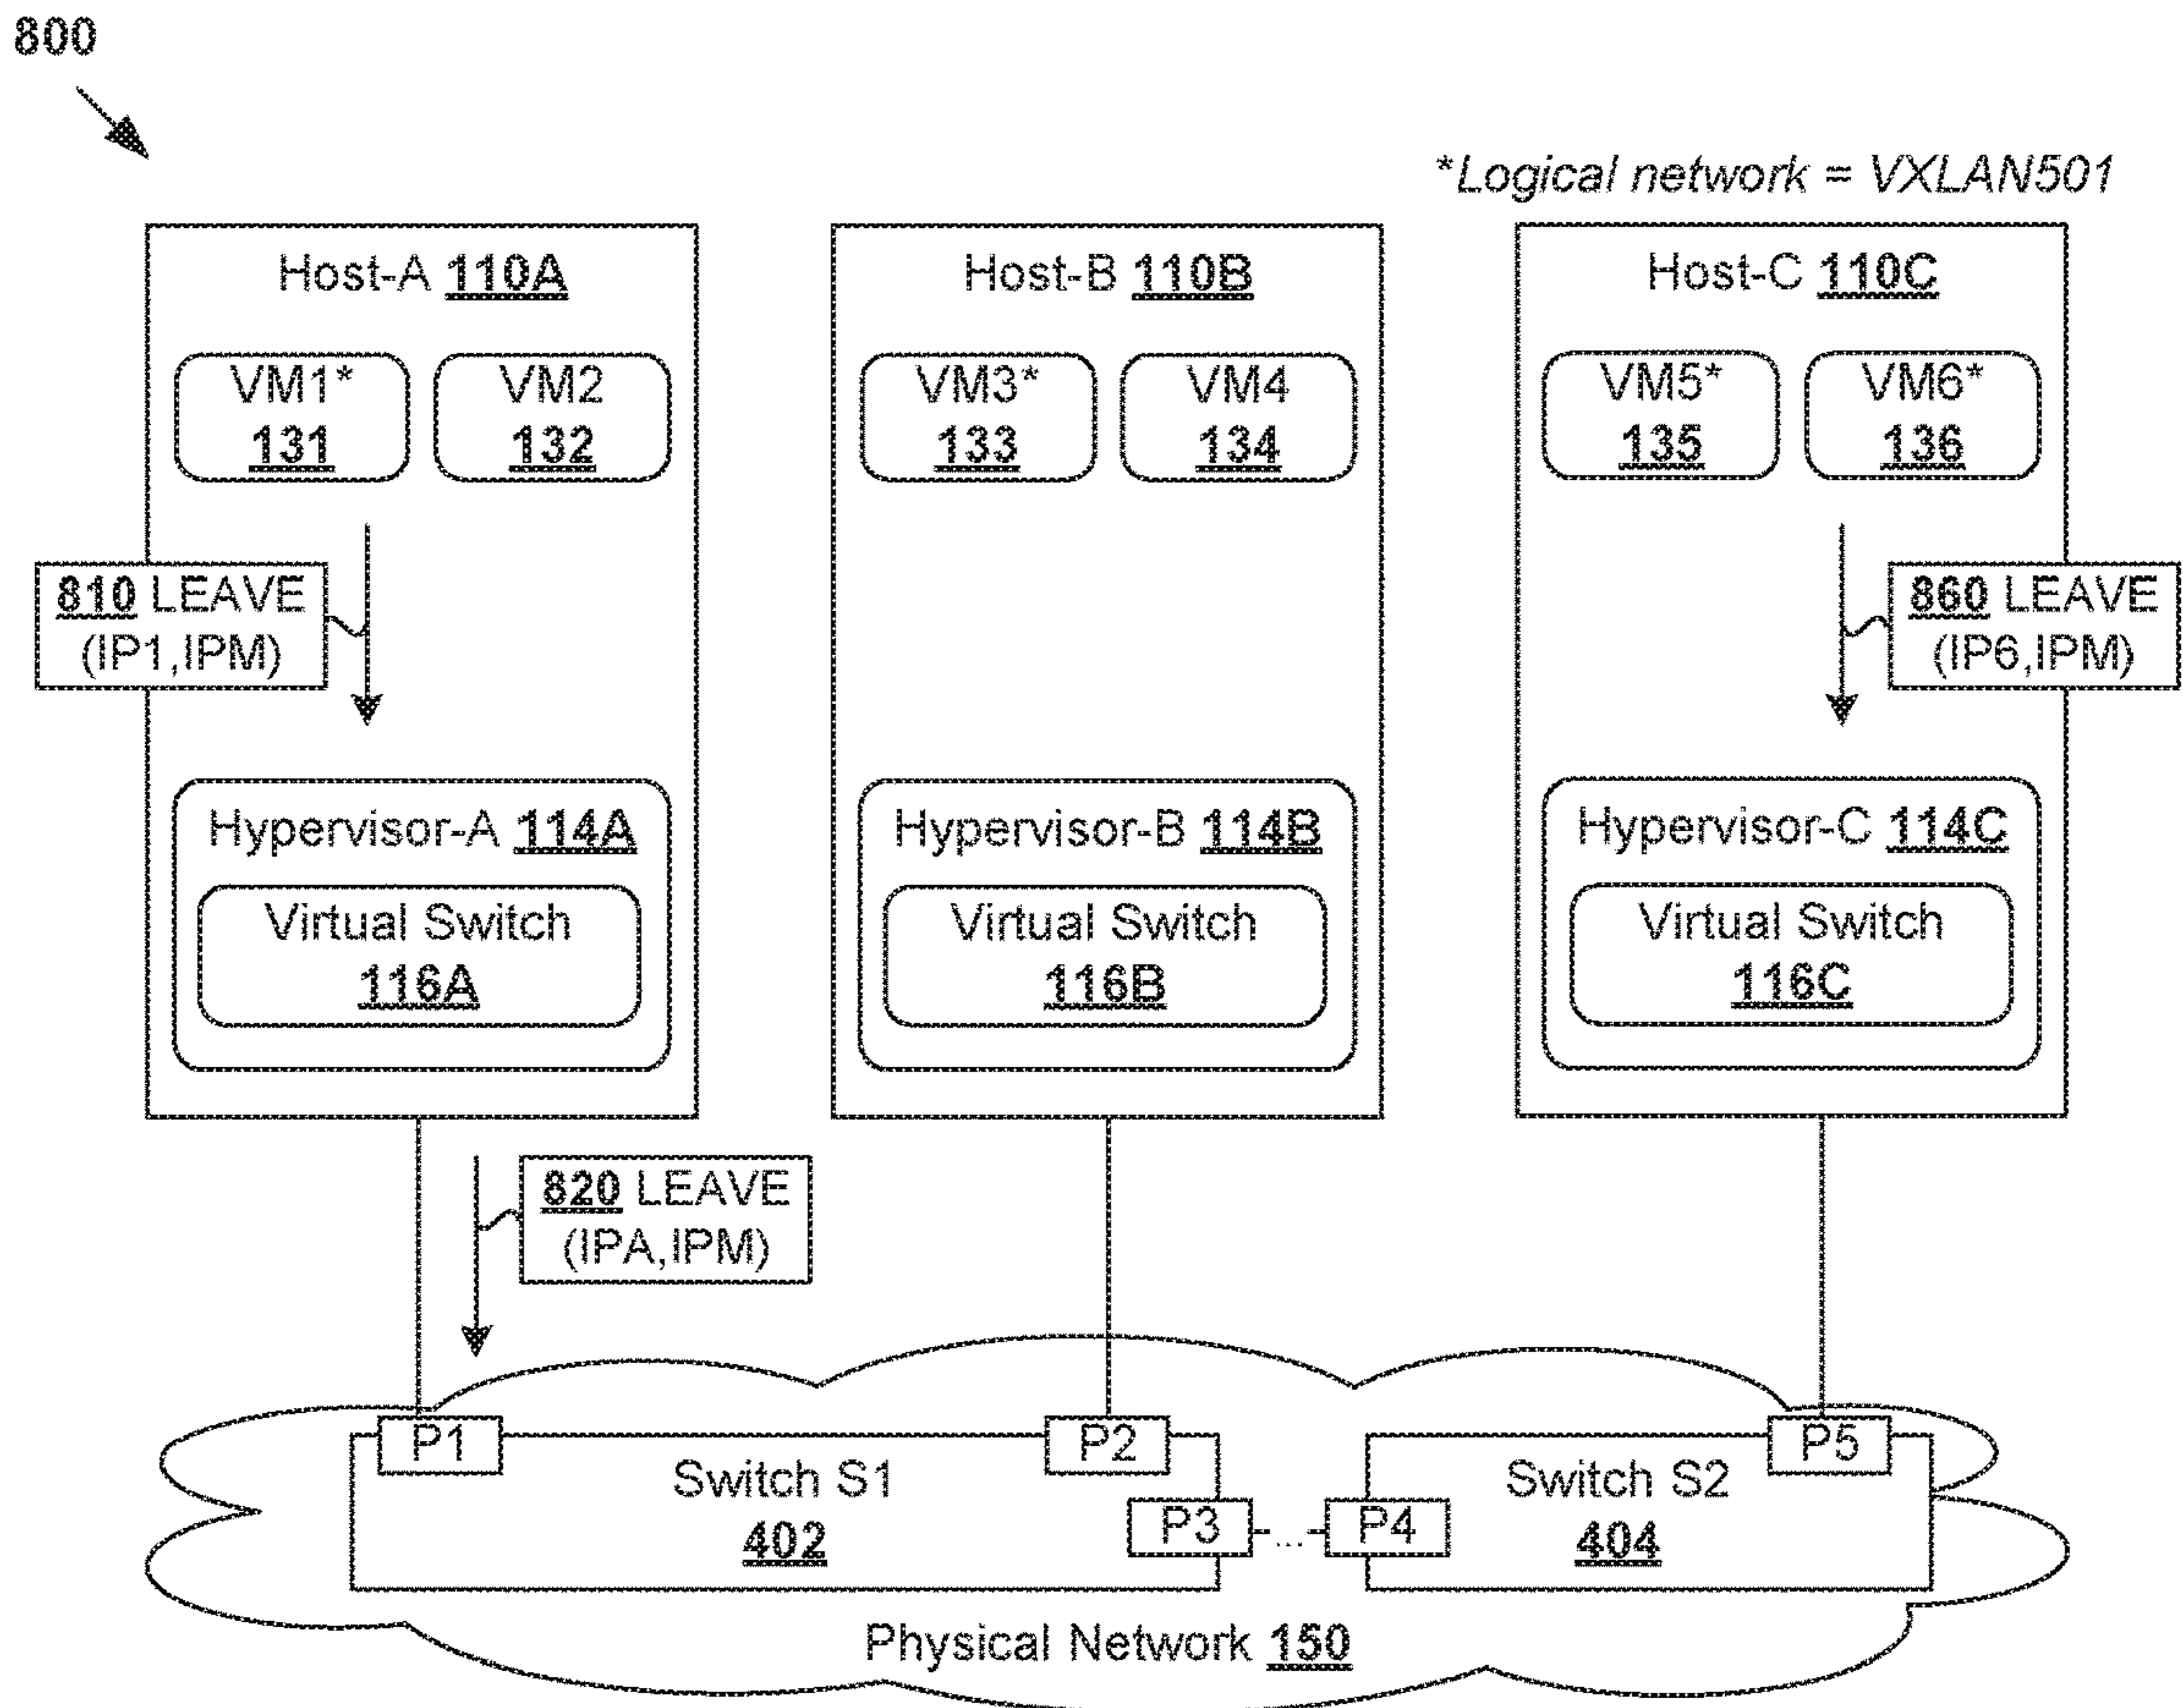 800
*Logical network = VXLAN501
Host-A 110A
Host-B 110B
Host-C 110C
VM1*
131
VM2
132
VM3*
133
VM4
134
VM5*
135
VM6*
136
810 LEAVE
(IP1,IPM)
860 LEAVE
(IP6,IPM)
Hypervisor-A 114A
Virtual Switch
116A
Hypervisor-B 114B
Virtual Switch
116B
Hypervisor-C 114C
Virtual Switch
116C
820 LEAVE
(IPA,IPM)
P1
P2
P5
Switch S1
402
P3
...
P4
Switch S2
404
Physical Network 150